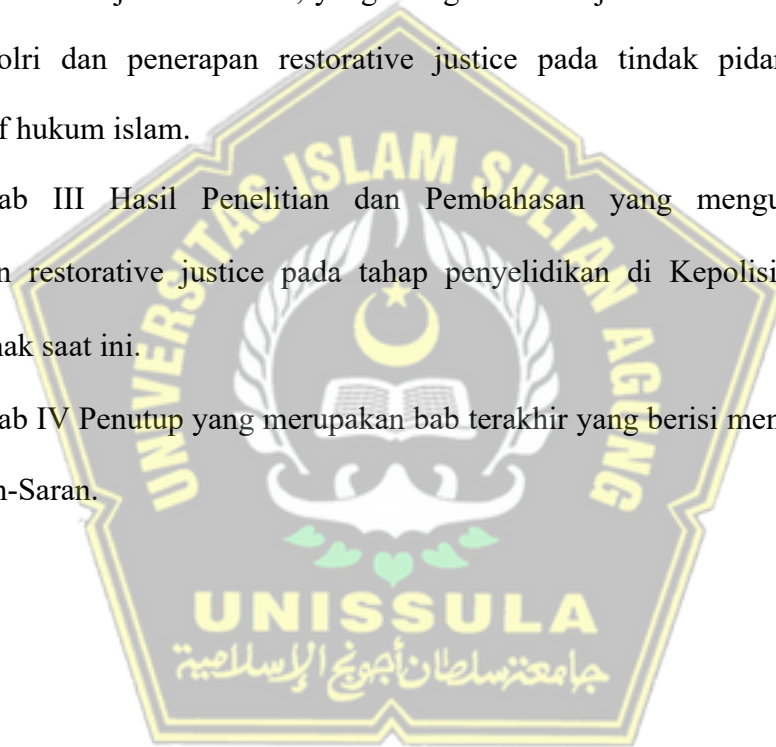 olri dan penerapan restorative justice pada tindak pidar
f hukum islam.
ab III Hasil Penelitian dan Pembahasan yang mengu
n restorative justice pada tahap penyelidikan di Kepolisi
nak saat ini.
ab IV Penutup yang merupakan bab terakhir yang berisi men
n-Saran.
UNIVERSITAS ISLAM SULTAN AGUNG
UNISSULA
جامعة سلطان أجونج الإسلامية